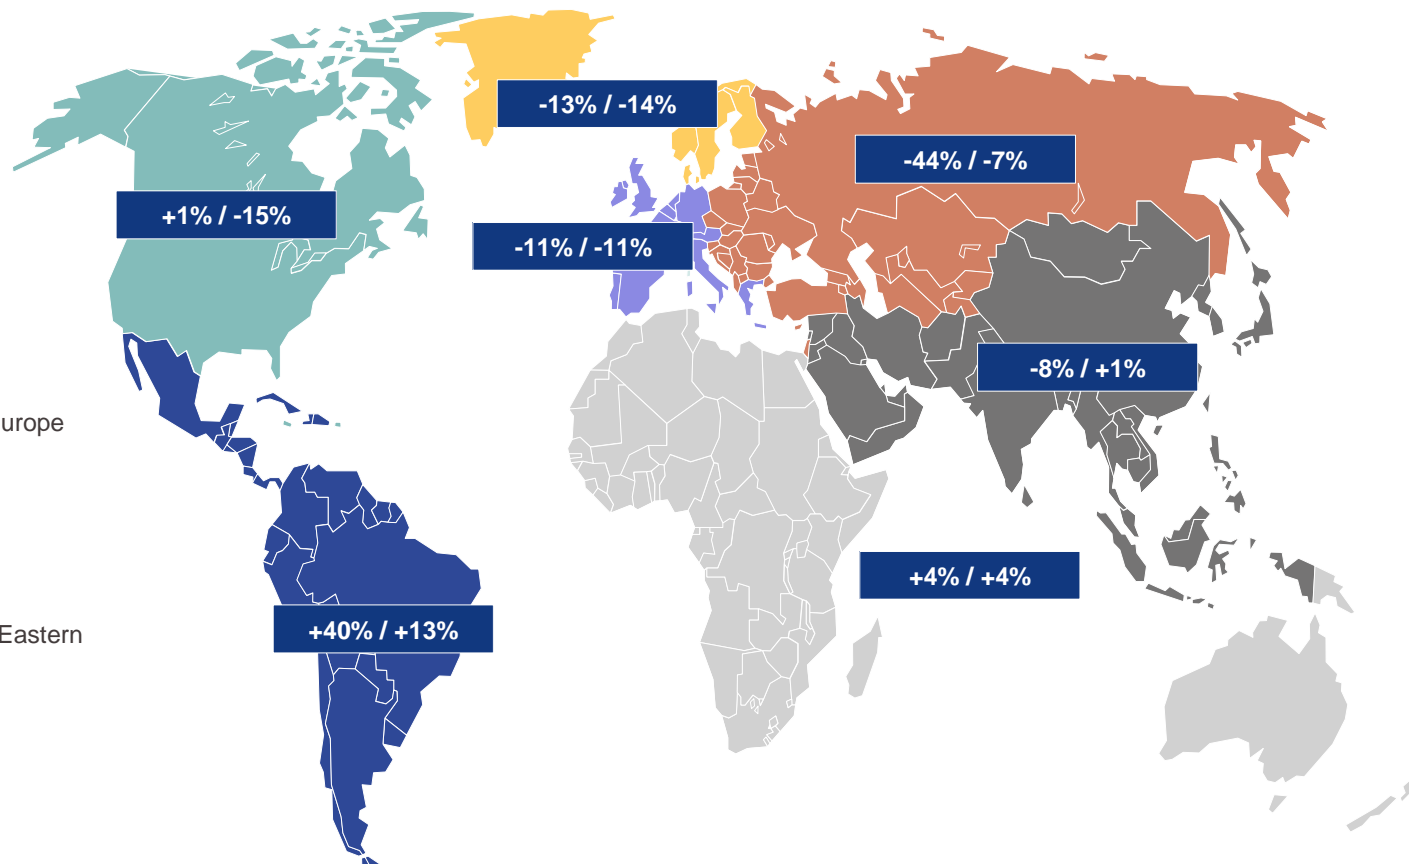 -13% / -14%
-44% / -7%
+1% / -15%
-11% / -11%
-8% / +1%
urope
+4% / +4%
+40% / +13%
Eastern